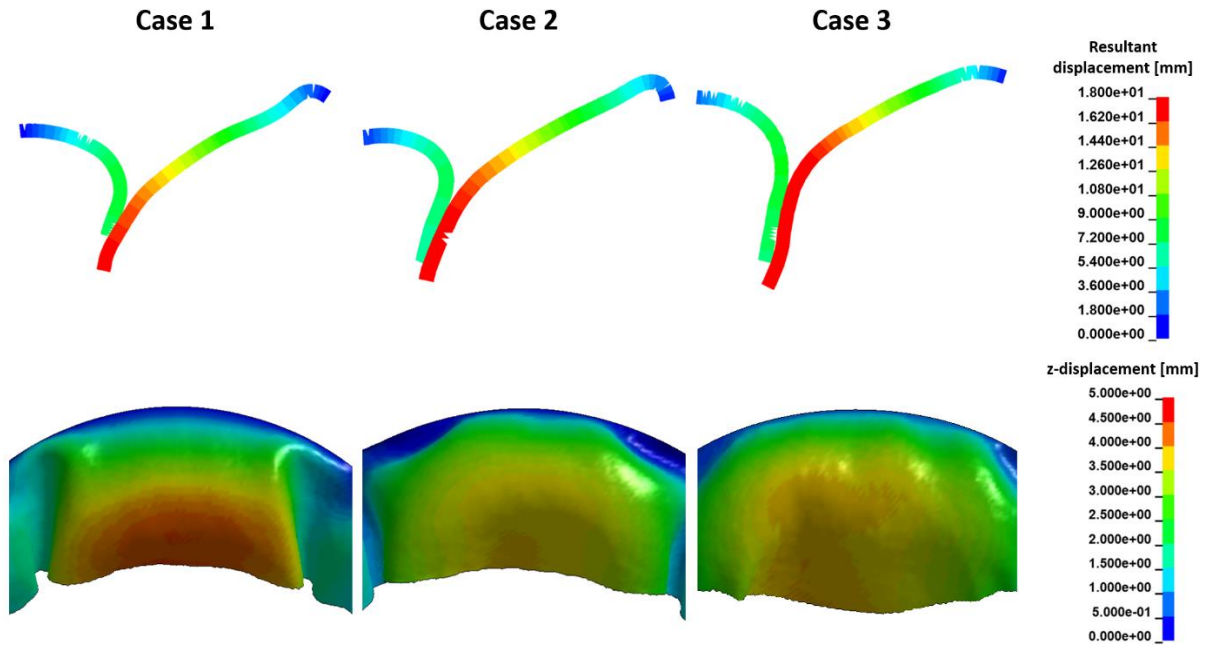 Case 1
Case 2
Case 3
Resultant
displacement [mm]
1.800e+01
1.620e+01
1.440e+01
1.260e+01
1.080e+01
9.000e+00
7.200e+00
5.400e+00
3.600e+00
1.800e+00
0.000e+00
z-displacement [mm]
5.000e+00
4.500e+00
4.000e+00
3.500e+00
3.000e+00
2.500e+00
2.000e+00
1.500e+00
1.000e+00
5.000e-01
0.000e+00